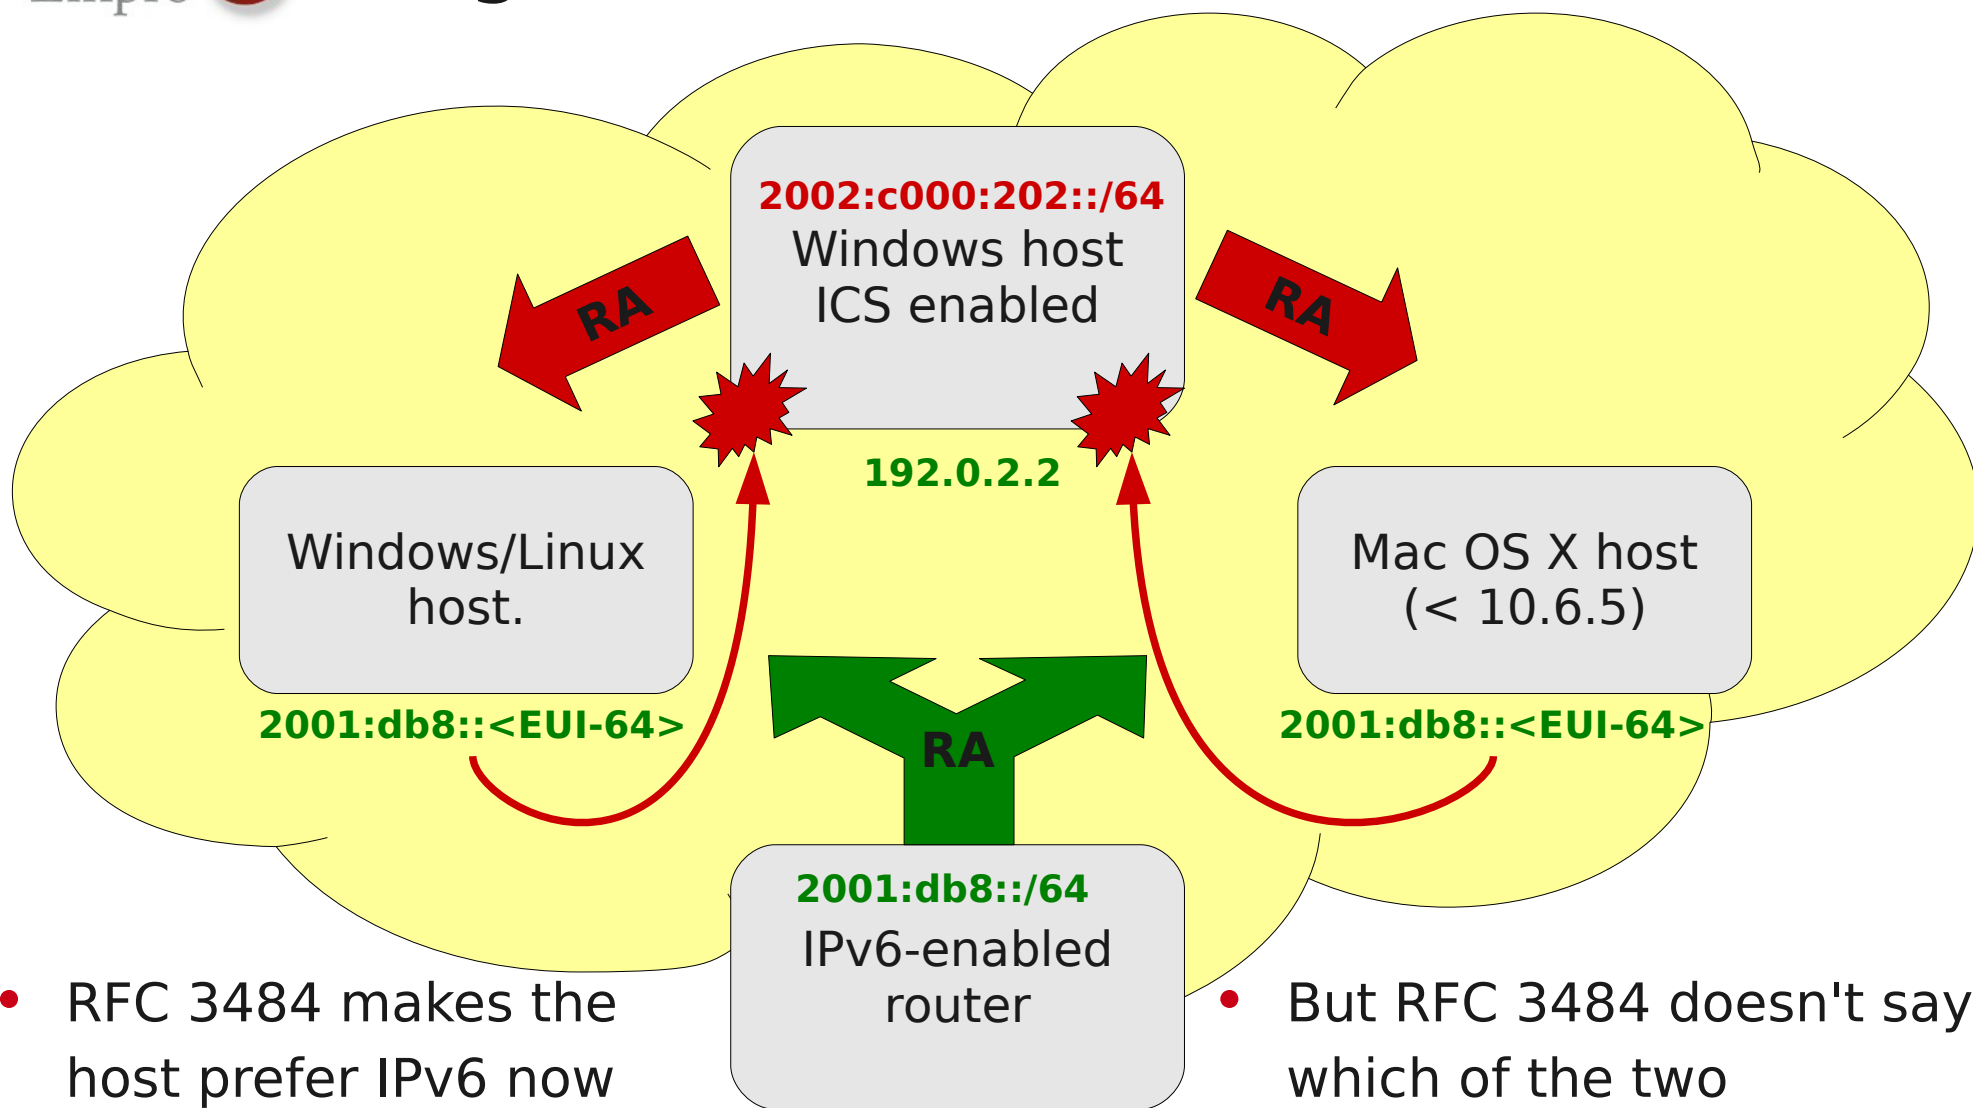 2002:c000:202::/64
Windows host
ICS enabled
RA
RA
192.0.2.2
Windows/Linux
host.
Mac OS X host
(< 10.6.5)
2001:db8::<EUI-64>
2001:db8::<EUI-64>
RA
2001:db8::/64
IPv6-enabled
router
• RFC 3484 makes the
host prefer IPv6 now
• But RFC 3484 doesn't say
which of the two